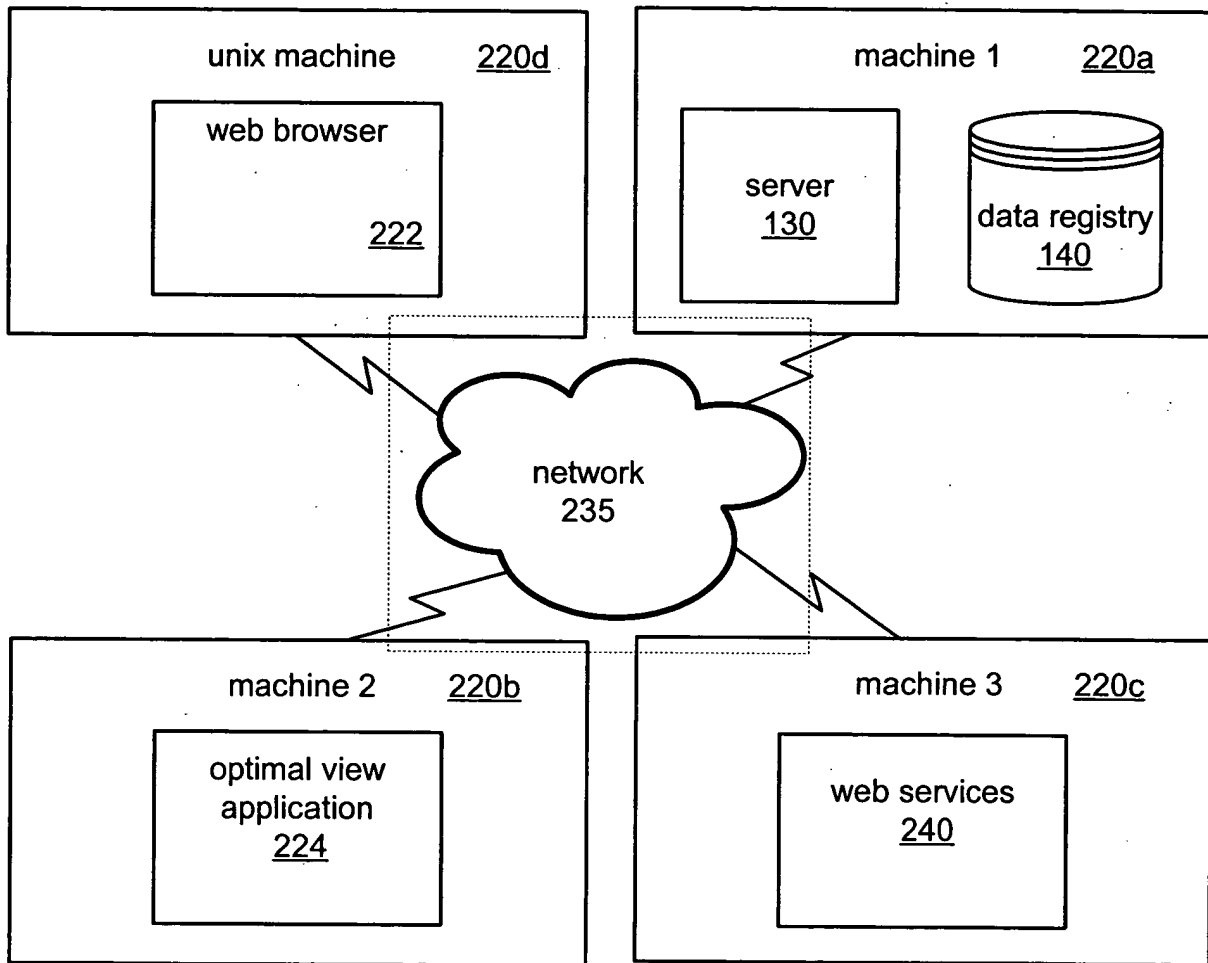 unix machine 220d
web browser
222
machine 1 220a
server
130
data registry
140
network
235
machine 2 220b
optimal view
application
224
machine 3 220c
web services
240